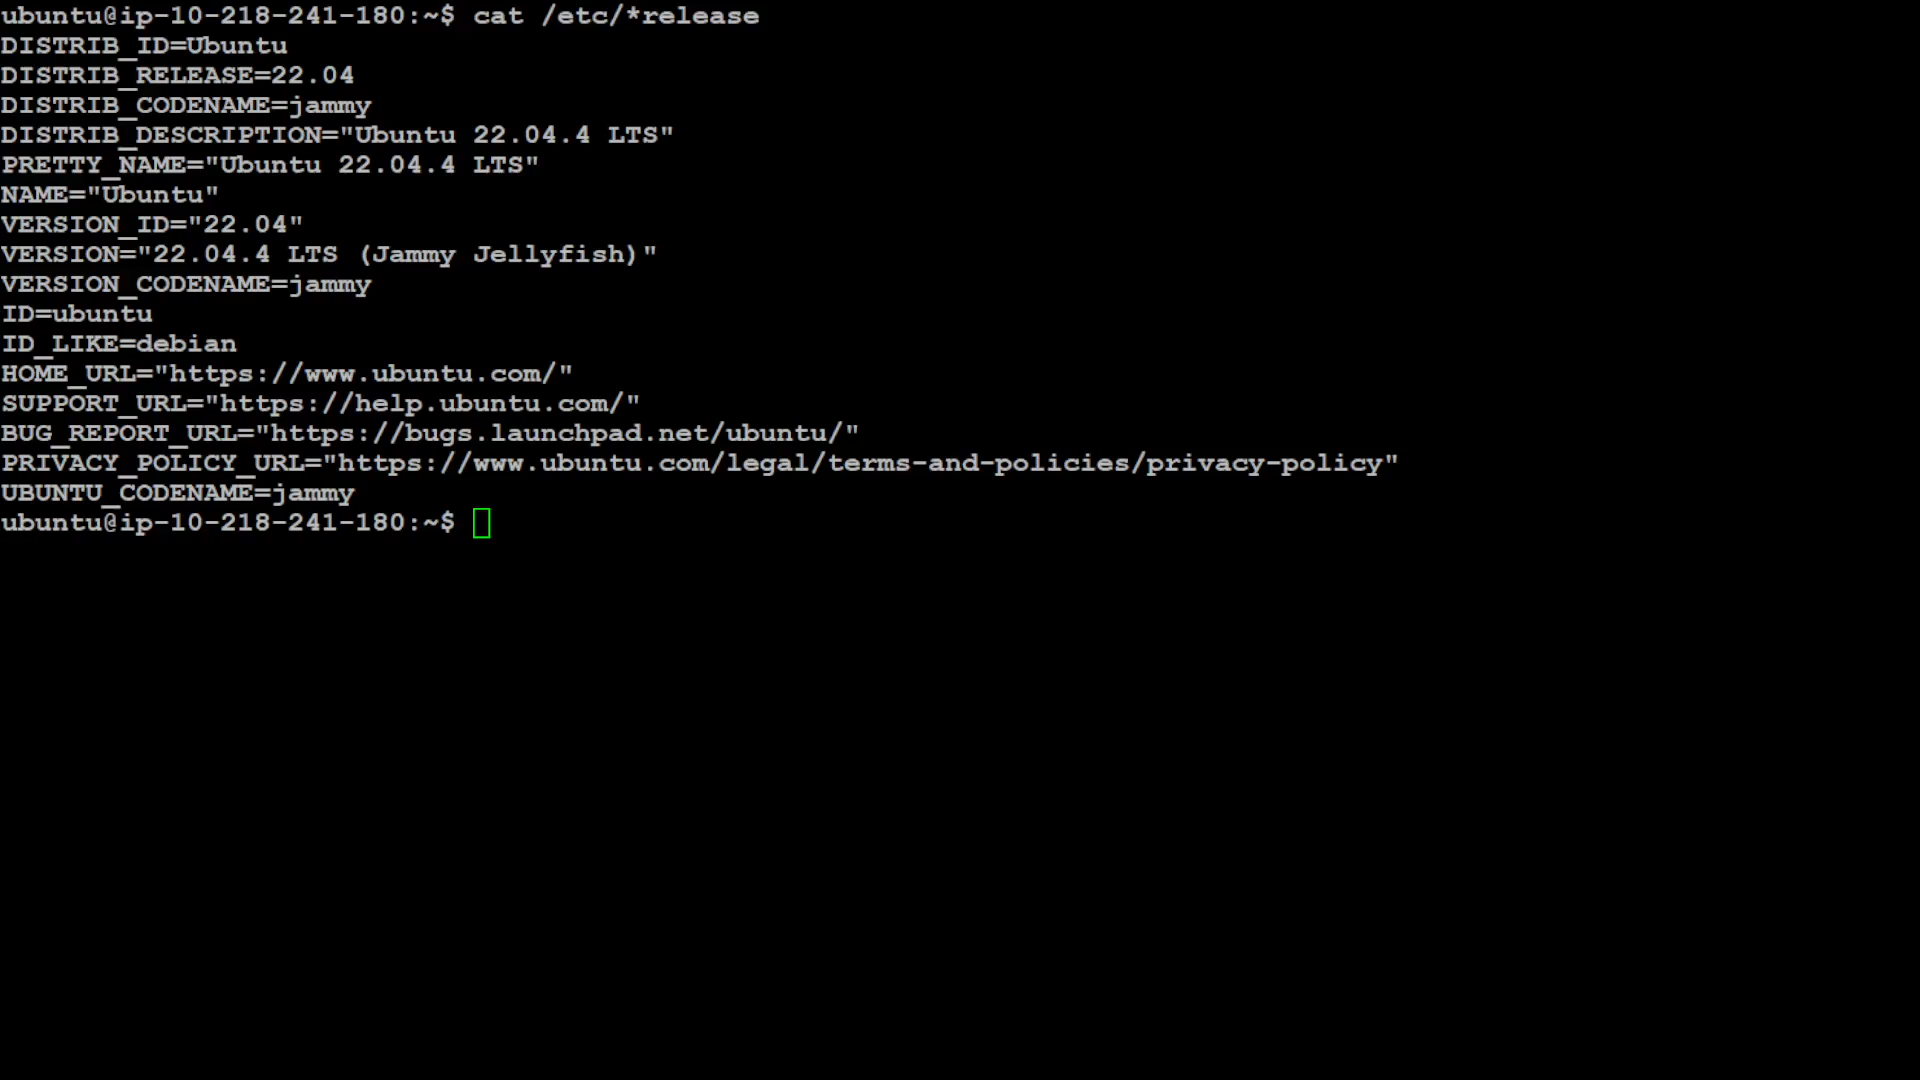 ubuntu@ip-10-218-241-180:~$ cat /etc/*release
DISTRIB_ID=Ubuntu
DISTRIB_RELEASE=22.04
DISTRIB_CODENAME=jammy
DISTRIB_DESCRIPTION="Ubuntu 22.04.4 LTS"
PRETTY_NAME="Ubuntu 22.04.4 LTS"
NAME="Ubuntu"
VERSION_ID="22.04"
VERSION="22.04.4 LTS (Jammy Jellyfish)"
VERSION_CODENAME=jammy
ID=ubuntu
ID_LIKE=debian
HOME_URL="https://www.ubuntu.com/"
SUPPORT_URL="https://help.ubuntu.com/"
BUG_REPORT_URL="https://bugs.launchpad.net/ubuntu/"
PRIVACY_POLICY_URL="https://www.ubuntu.com/legal/terms-and-policies/privacy-policy"
UBUNTU_CODENAME=jammy
ubuntu@ip-10-218-241-180:~$